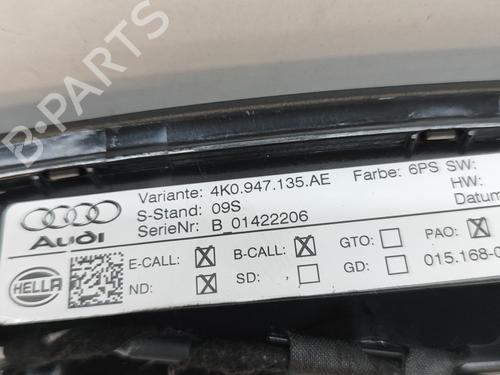 Variante: 4K0.947.135.AE Farbe: 6PS SW:
S-Stand: 09S HW:
SerieNr: B_01422206 Datum
Audi
E-CALL: B-CALL: GTO: PAO:
HELLA ND: SD: GD: 015.168-0
B-PARTS